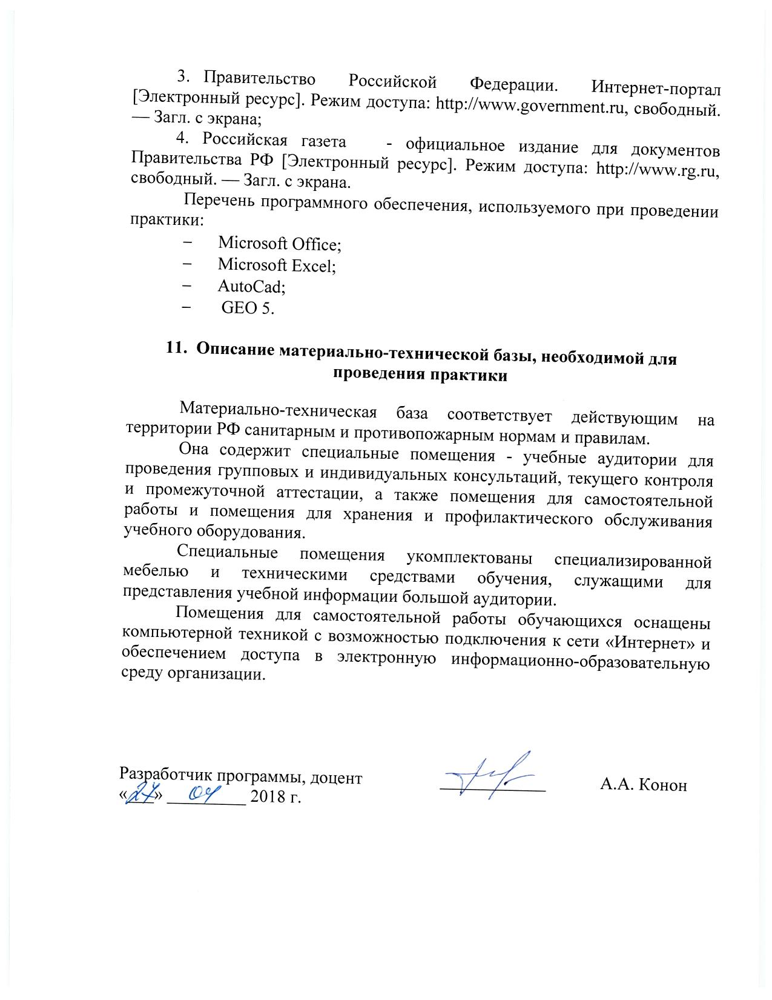 3. Правительство Российской Федерации. Интернет-портал
[Электронный ресурс]. Режим доступа: http://www.government.ru, свободный.
— Загл. с экрана;
4. Российская газета - официальное издание для документов
Правительства РФ [Электронный ресурс]. Режим доступа: http://www.rg.ru,
свободный. — Загл. с экрана.
Перечень программного обеспечения, используемого при проведении
практики:
− Microsoft Office;
− Microsoft Excel;
− AutoCad;
− GEO 5.
11. Описание материально-технической базы, необходимой для
проведения практики
Материально-техническая база соответствует действующим на
территории РФ санитарным и противопожарным нормам и правилам.
Она содержит специальные помещения - учебные аудитории для
проведения групповых и индивидуальных консультаций, текущего контроля
и промежуточной аттестации, а также помещения для самостоятельной
работы и помещения для хранения и профилактического обслуживания
учебного оборудования.
Специальные помещения укомплектованы специализированной
мебелью и техническими средствами обучения, служащими для
представления учебной информации большой аудитории.
Помещения для самостоятельной работы обучающихся оснащены
компьютерной техникой с возможностью подключения к сети «Интернет» и
обеспечением доступа в электронную информационно-образовательную
среду организации.
Разработчик программы, доцент А.А. Конон
«27» 04 2018 г.